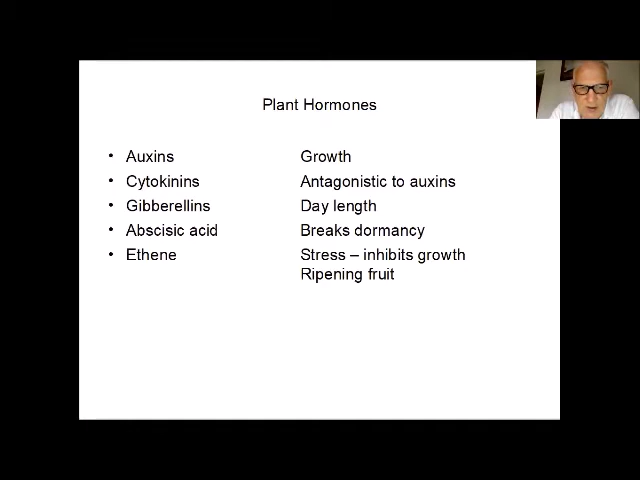 Plant Hormones
• Auxins Growth
• Cytokinins Antagonistic to auxins
• Gibberellins Day length
• Abscisic acid Breaks dormancy
• Ethene Stress – inhibits growth
Ripening fruit